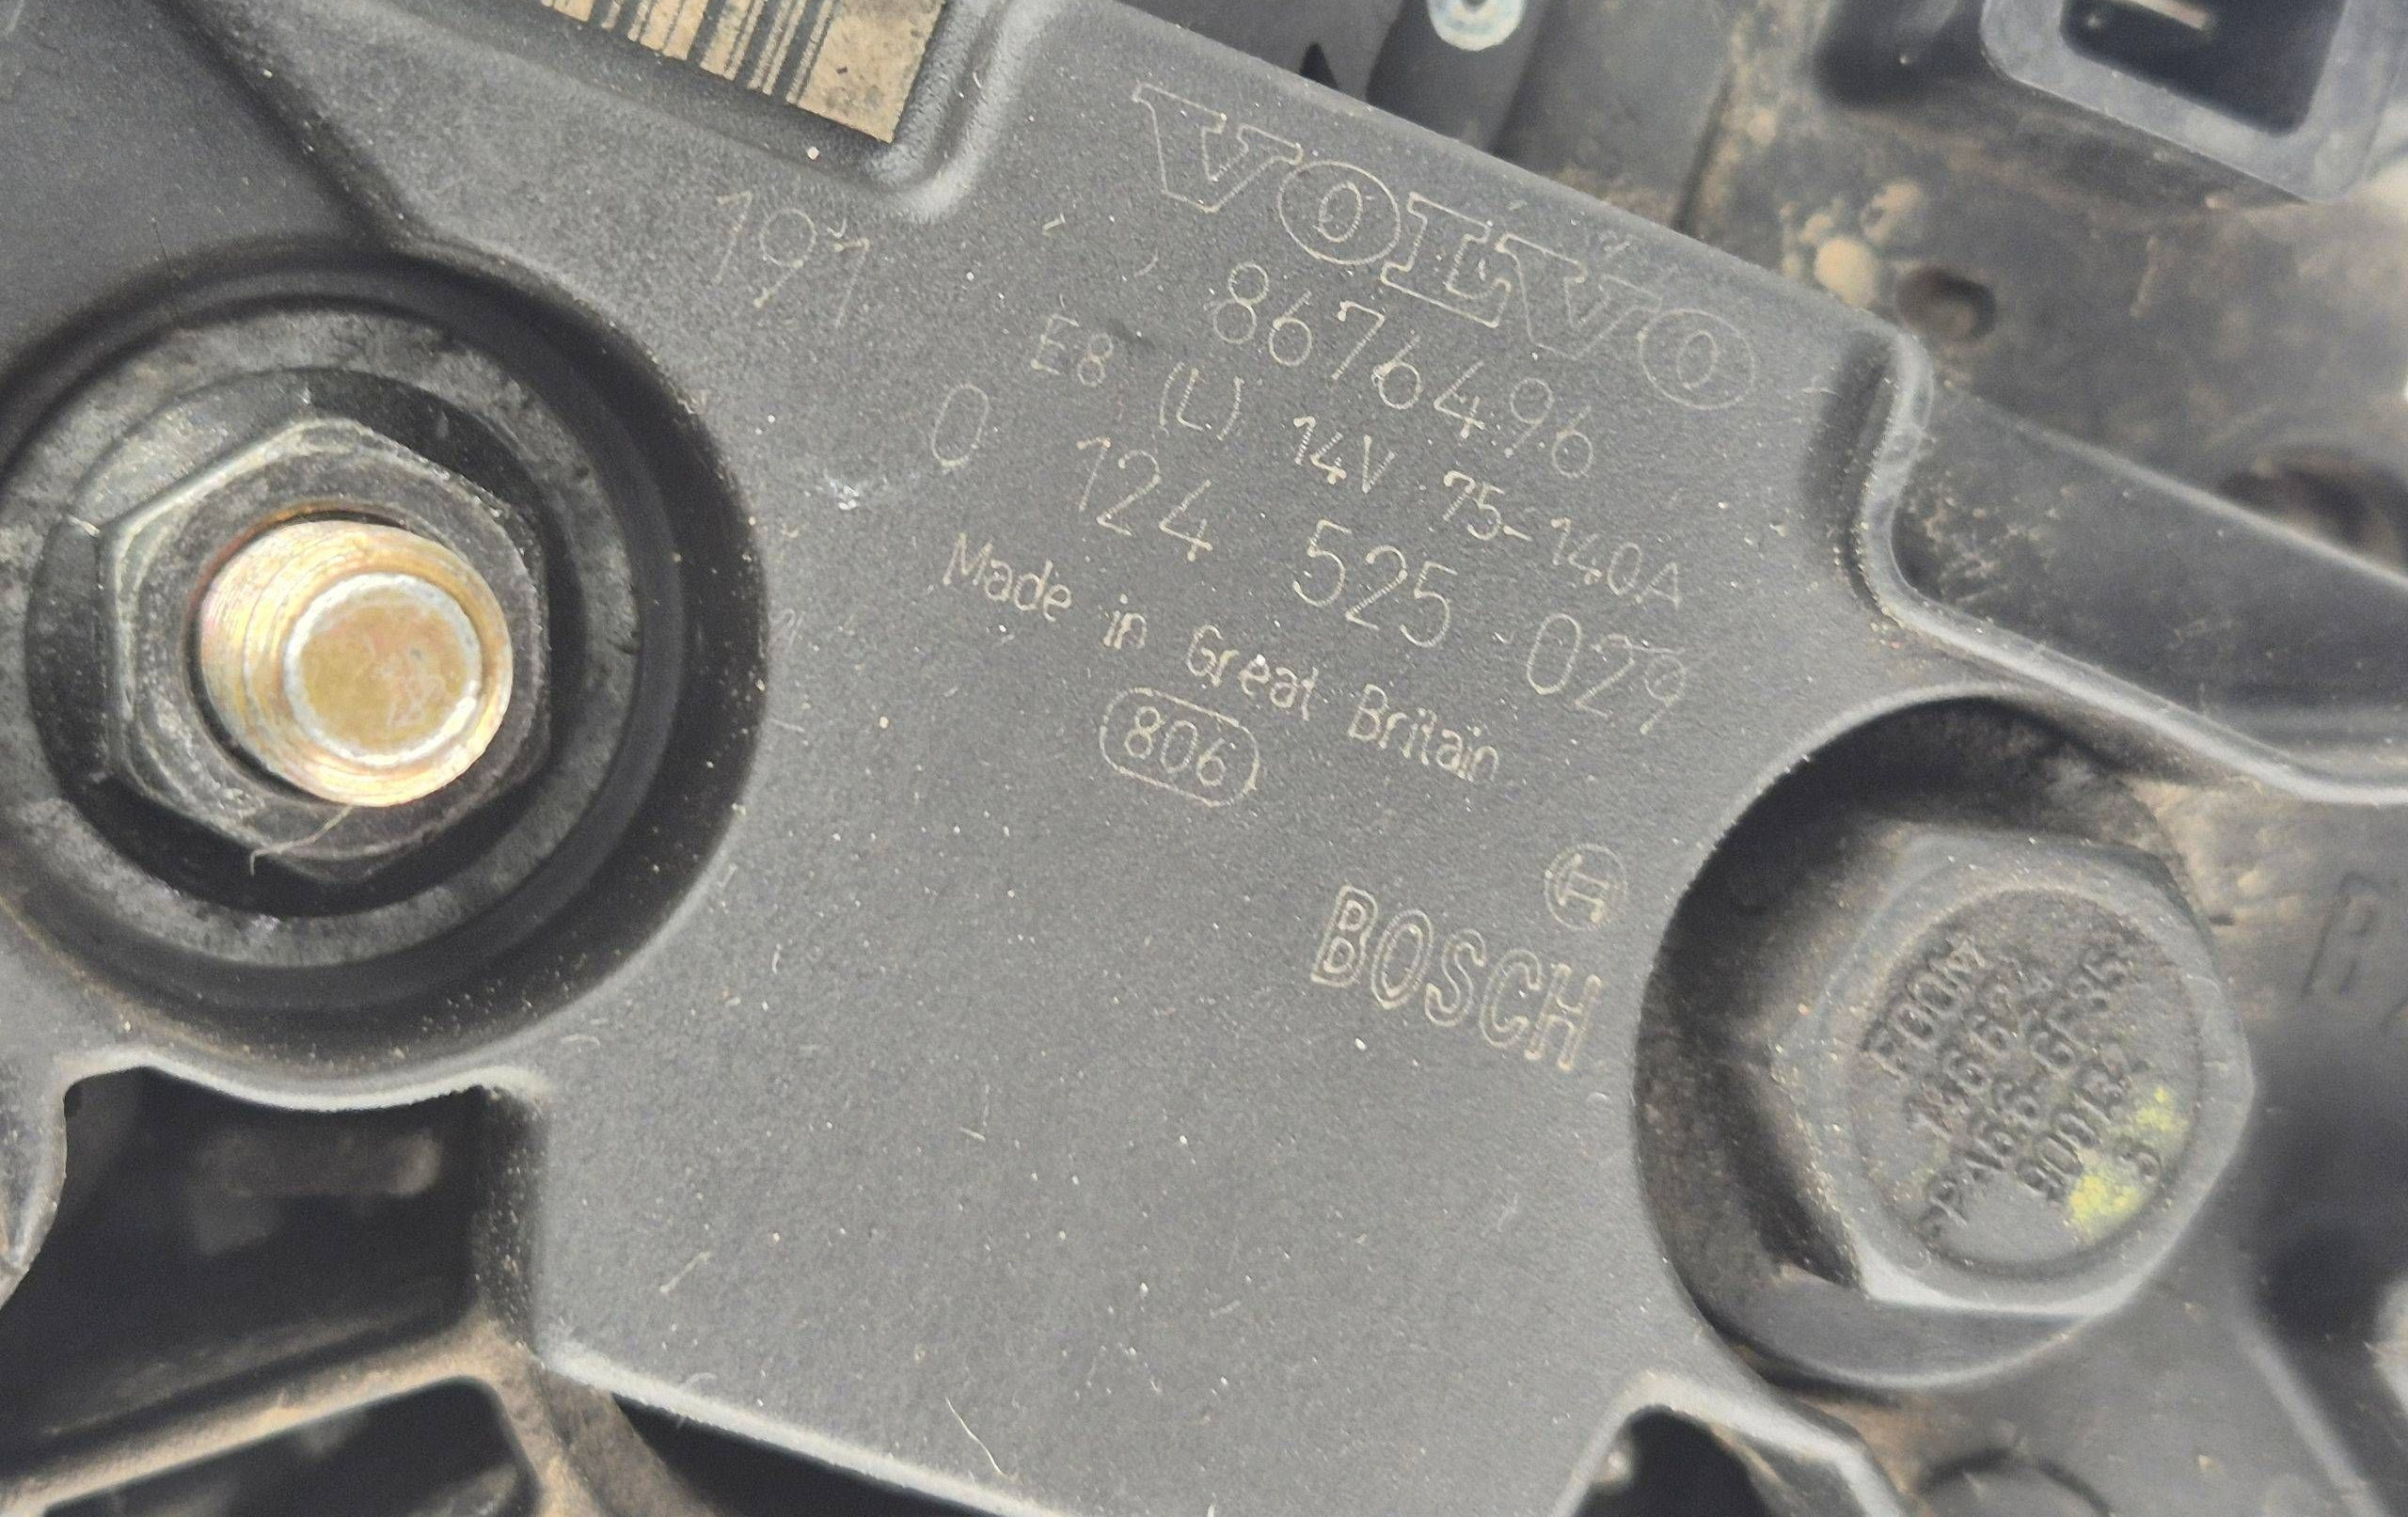 191
VOLVO
8676496
E8 (L) 14V 75-140A
0 124 525 029
Made in Great Britain
806
BOSCH